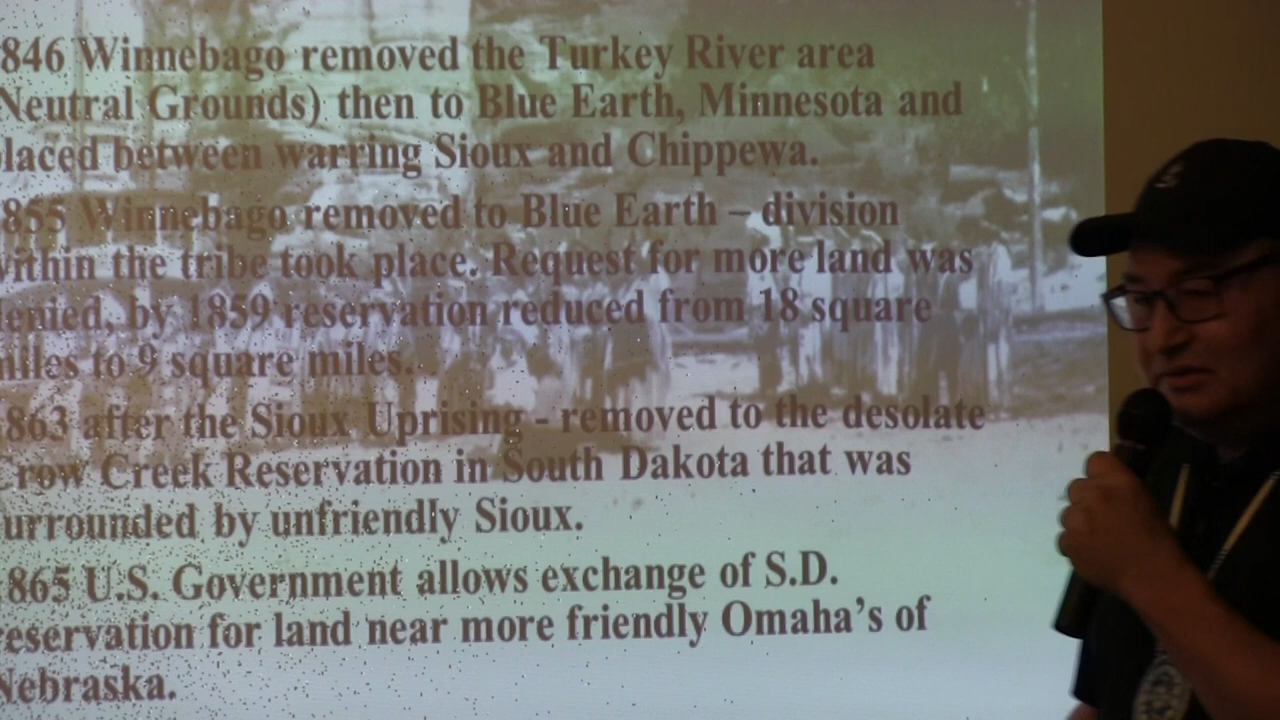 846 Winnebago removed the Turkey River area
Neutral Grounds) then to Blue Earth, Minnesota and
placed between warring Sioux and Chippewa.
855 Winnebago removed to Blue Earth – division
within the tribe took place. Request for more land was
denied, by 1859 reservation reduced from 18 square
miles to 9 square miles.
863 after the Sioux Uprising - removed to the desolate
Crow Creek Reservation in South Dakota that was
urrounded by unfriendly Sioux.
865 U.S. Government allows exchange of S.D.
reservation for land near more friendly Omaha's of
Nebraska.